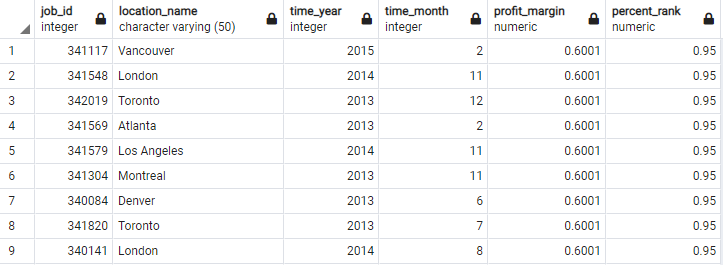 job_id location_name time_year time_month profit_margin percent_rank
integer character varying (50) integer integer numeric numeric
1 341117 Vancouver 2015 2 0.6001 0.95
2 341548 London 2014 11 0.6001 0.95
3 342019 Toronto 2013 12 0.6001 0.95
4 341569 Atlanta 2013 2 0.6001 0.95
5 341579 Los Angeles 2014 11 0.6001 0.95
6 341304 Montreal 2013 11 0.6001 0.95
7 340084 Denver 2013 6 0.6001 0.95
8 341820 Toronto 2013 7 0.6001 0.95
9 340141 London 2014 8 0.6001 0.95